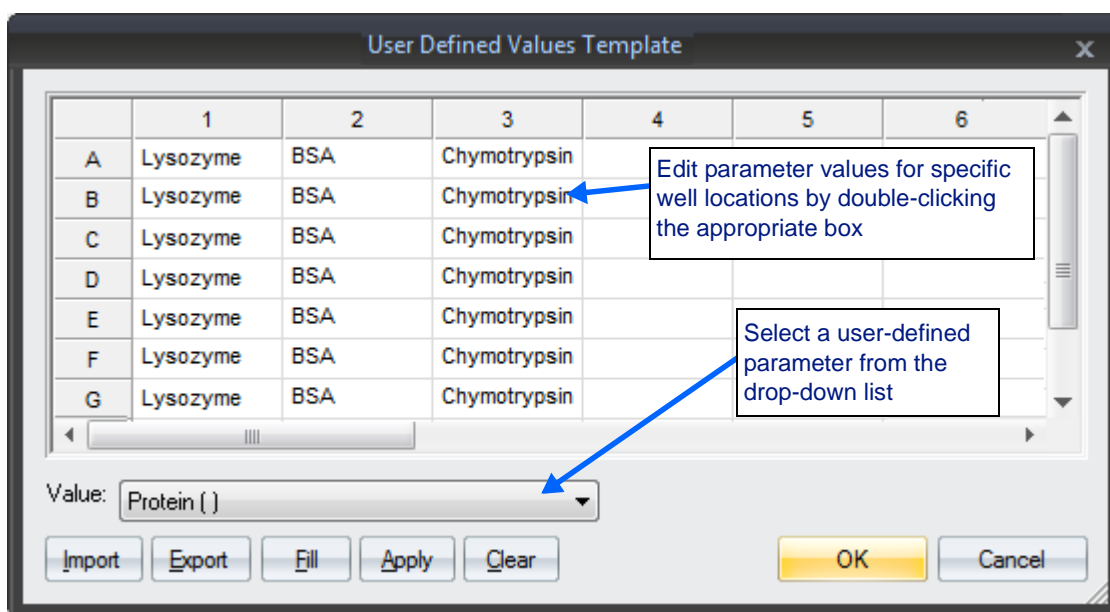 User Defined Values Template
x
1 2 3 4 5 6
A Lysozyme BSA Chymotrypsin
B Lysozyme BSA Chymotrypsin
C Lysozyme BSA Chymotrypsin
D Lysozyme BSA Chymotrypsin
E Lysozyme BSA Chymotrypsin
F Lysozyme BSA Chymotrypsin
G Lysozyme BSA Chymotrypsin
Edit parameter values for specific
well locations by double-clicking
the appropriate box
Select a user-defined
parameter from the
drop-down list
Value: Protein ( )
Import Export Fill Apply Clear OK Cancel